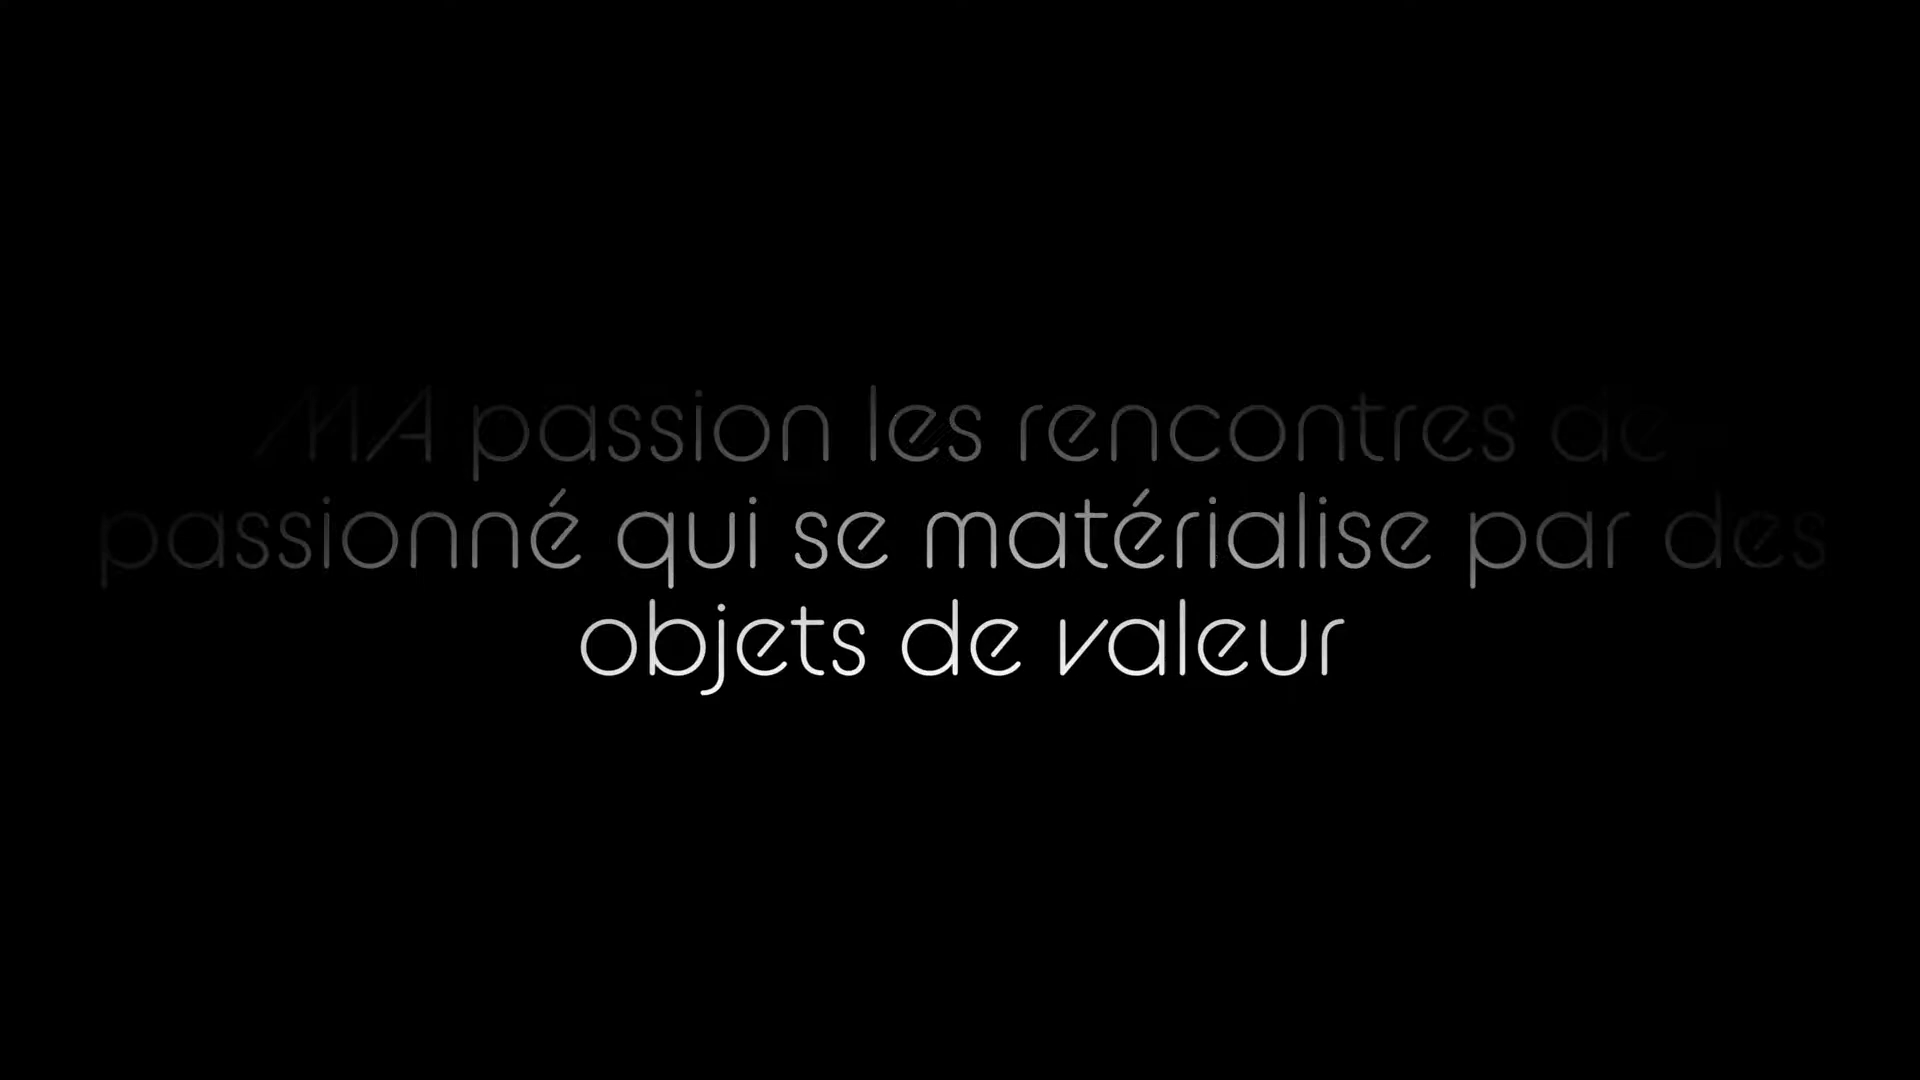 MA passion les rencontres de
passionné qui se matérialise par des
objets de valeur